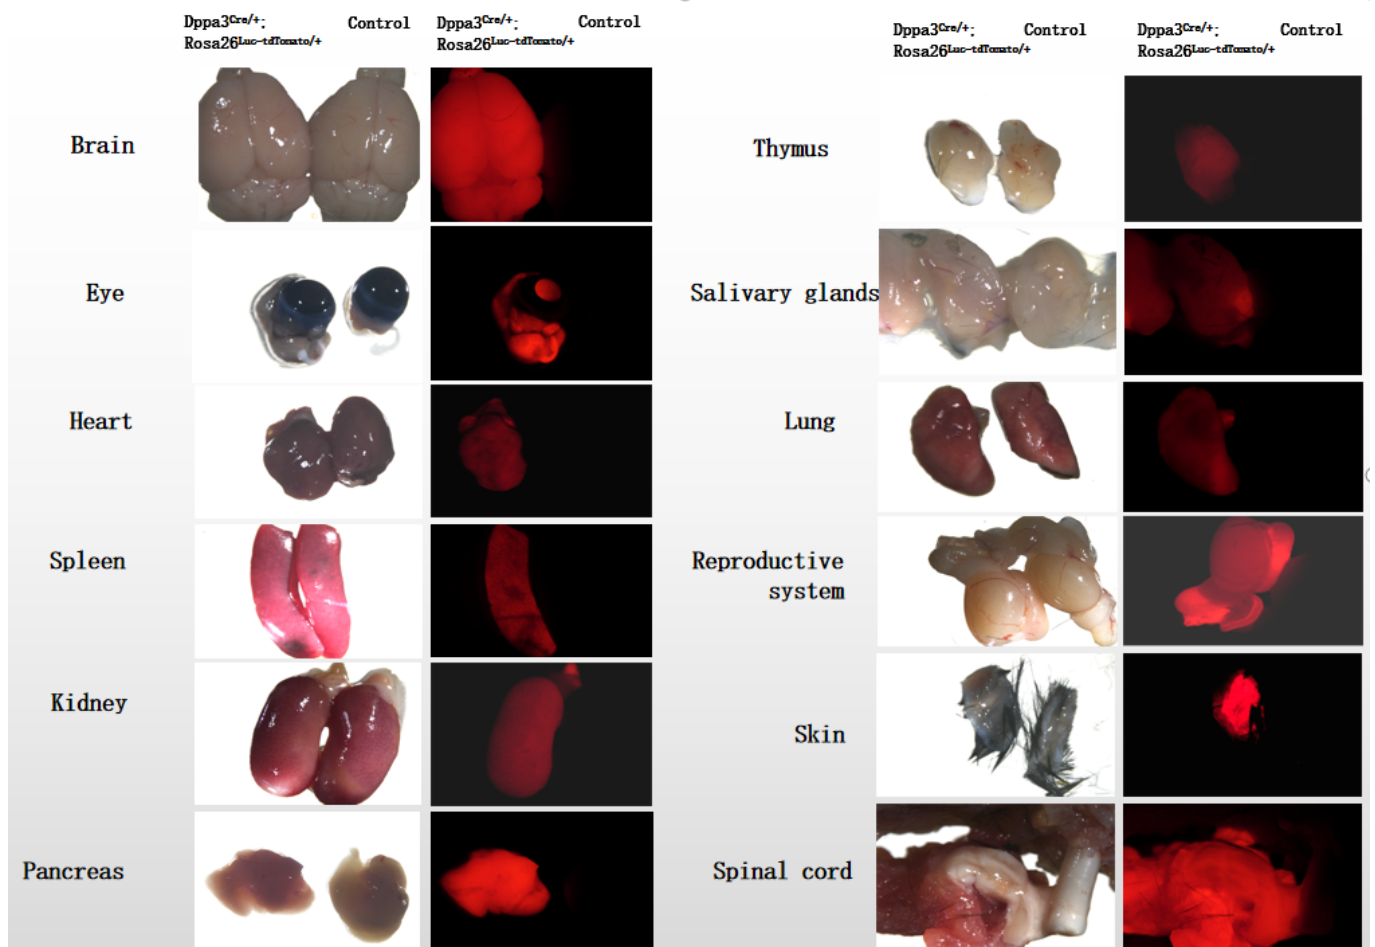 Dppa3Cre/+:
Rosa26Luc-tdTomato/+
Control
Dppa3Cre/+:
Rosa26Luc-tdTomato/+
Control
Brain
Eye
Heart
Spleen
Kidney
Pancreas
Dppa3Cre/+:
Rosa26Luc-tdTomato/+
Control
Dppa3Cre/+:
Rosa26Luc-tdTomato/+
Control
Thymus
Salivary glands
Lung
Reproductive
system
Skin
Spinal cord